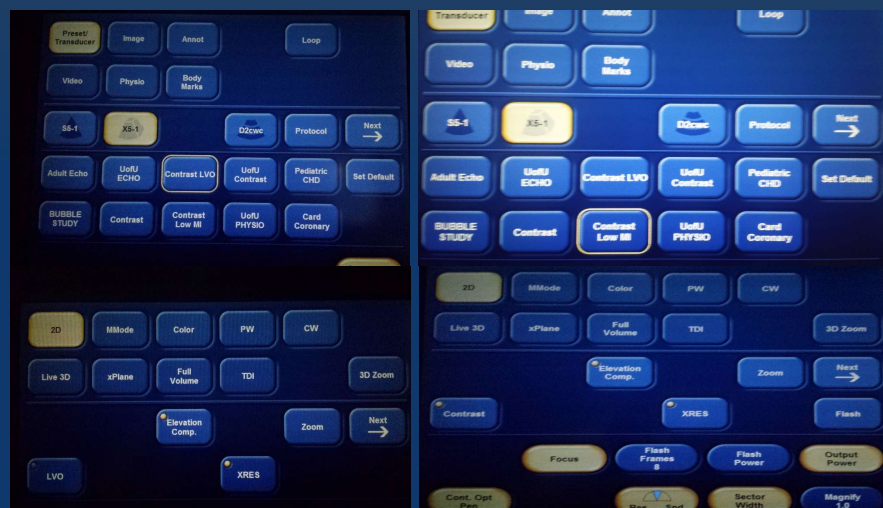 Preset/
Transducer
Image
Annot
Loop
Video
Physio
Body
Marks
S5-1
X5-1
D2cwc
Protocol
Next
Adult Echo
UofU
ECHO
Contrast LVO
UofU
Contrast
Pediatric
CHD
Set Default
BUBBLE
STUDY
Contrast
Contrast
Low MI
UofU
PHYSIO
Card
Coronary
Transducer
Image
Annot
Loop
Video
Physio
Body
Marks
S5-1
X5-1
D2cwc
Protocol
Next
Adult Echo
UofU
ECHO
Contrast LVO
UofU
Contrast
Pediatric
CHD
Set Default
BUBBLE
STUDY
Contrast
Contrast
Low MI
UofU
PHYSIO
Card
Coronary
2D
MMode
Color
PW
CW
Live 3D
xPlane
Full
Volume
TDI
3D Zoom
Elevation
Comp.
Zoom
Next
LVO
XRES
2D
MMode
Color
PW
CW
Live 3D
xPlane
Full
Volume
TDI
3D Zoom
Elevation
Comp.
Zoom
Next
Contrast
XRES
Flash
Focus
Flash
Frames
8
Flash
Power
Output
Power
Cont. Opt
Pen
Res Spd
Sector
Width
Magnify
1.0